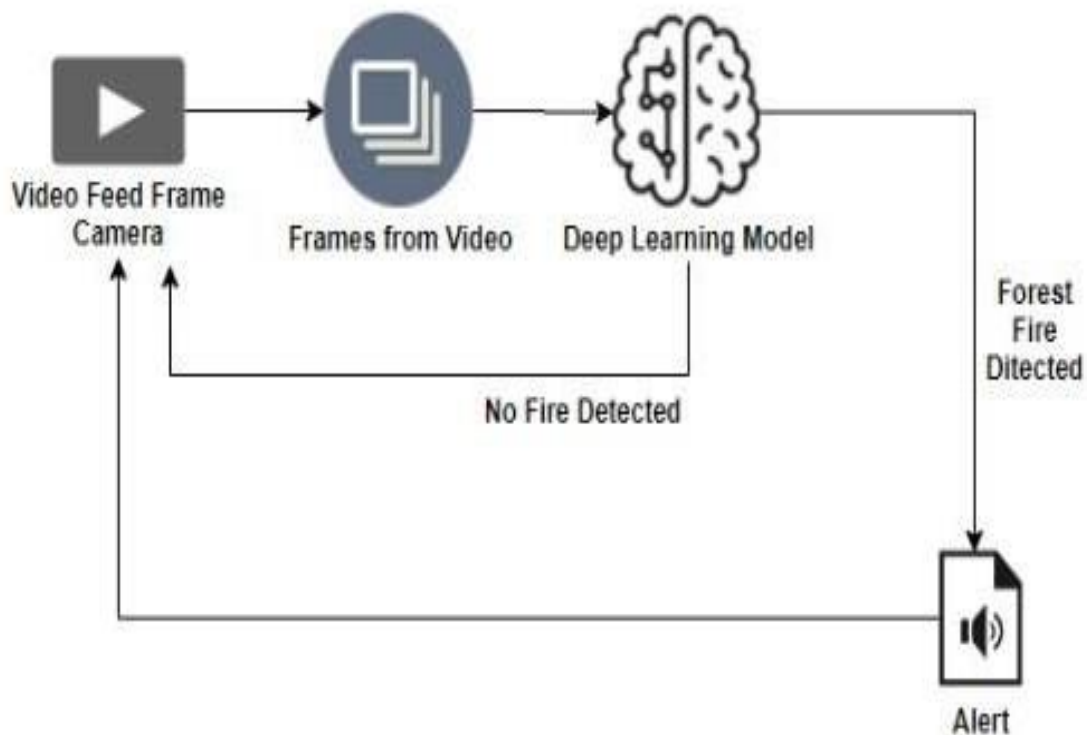 Video Feed Frame
Camera
Frames from Video
Deep Learning Model
Forest
Fire
Ditected
No Fire Detected
Alert